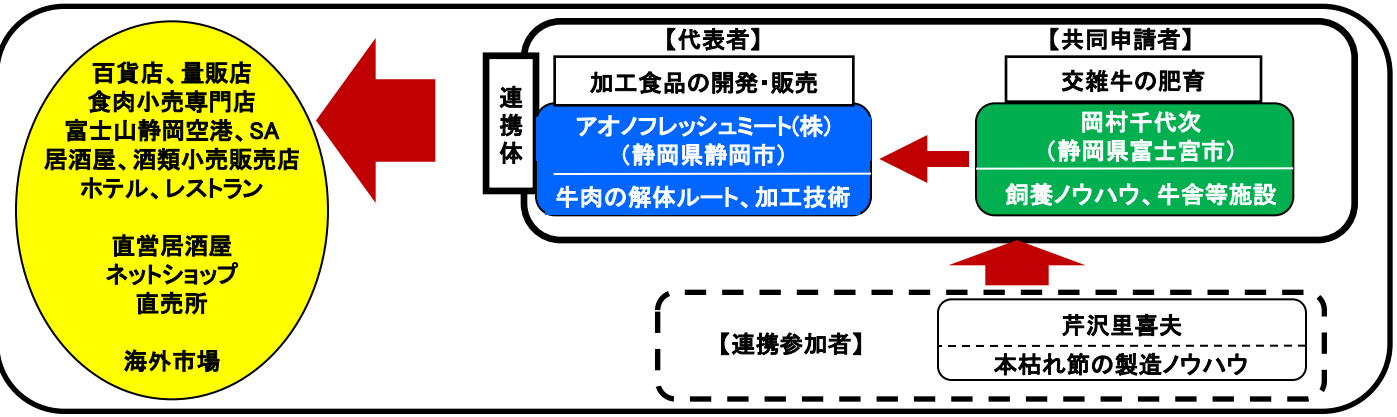 百貨店、量販店
食肉小売専門店
富士山静岡空港、SA
居酒屋、酒類小売販売店
ホテル、レストラン
直営居酒屋
ネットショップ
直売所
海外市場
連携体
【代表者】
加工食品の開発・販売
アオノフレッシュミート(株)
(静岡県静岡市)
牛肉の解体ルート、加工技術
【共同申請者】
交雑牛の肥育
岡村千代次
(静岡県富士宮市)
飼養ノウハウ、牛舎等施設
【連携参加者】
芹沢里喜夫
本枯れ節の製造ノウハウ